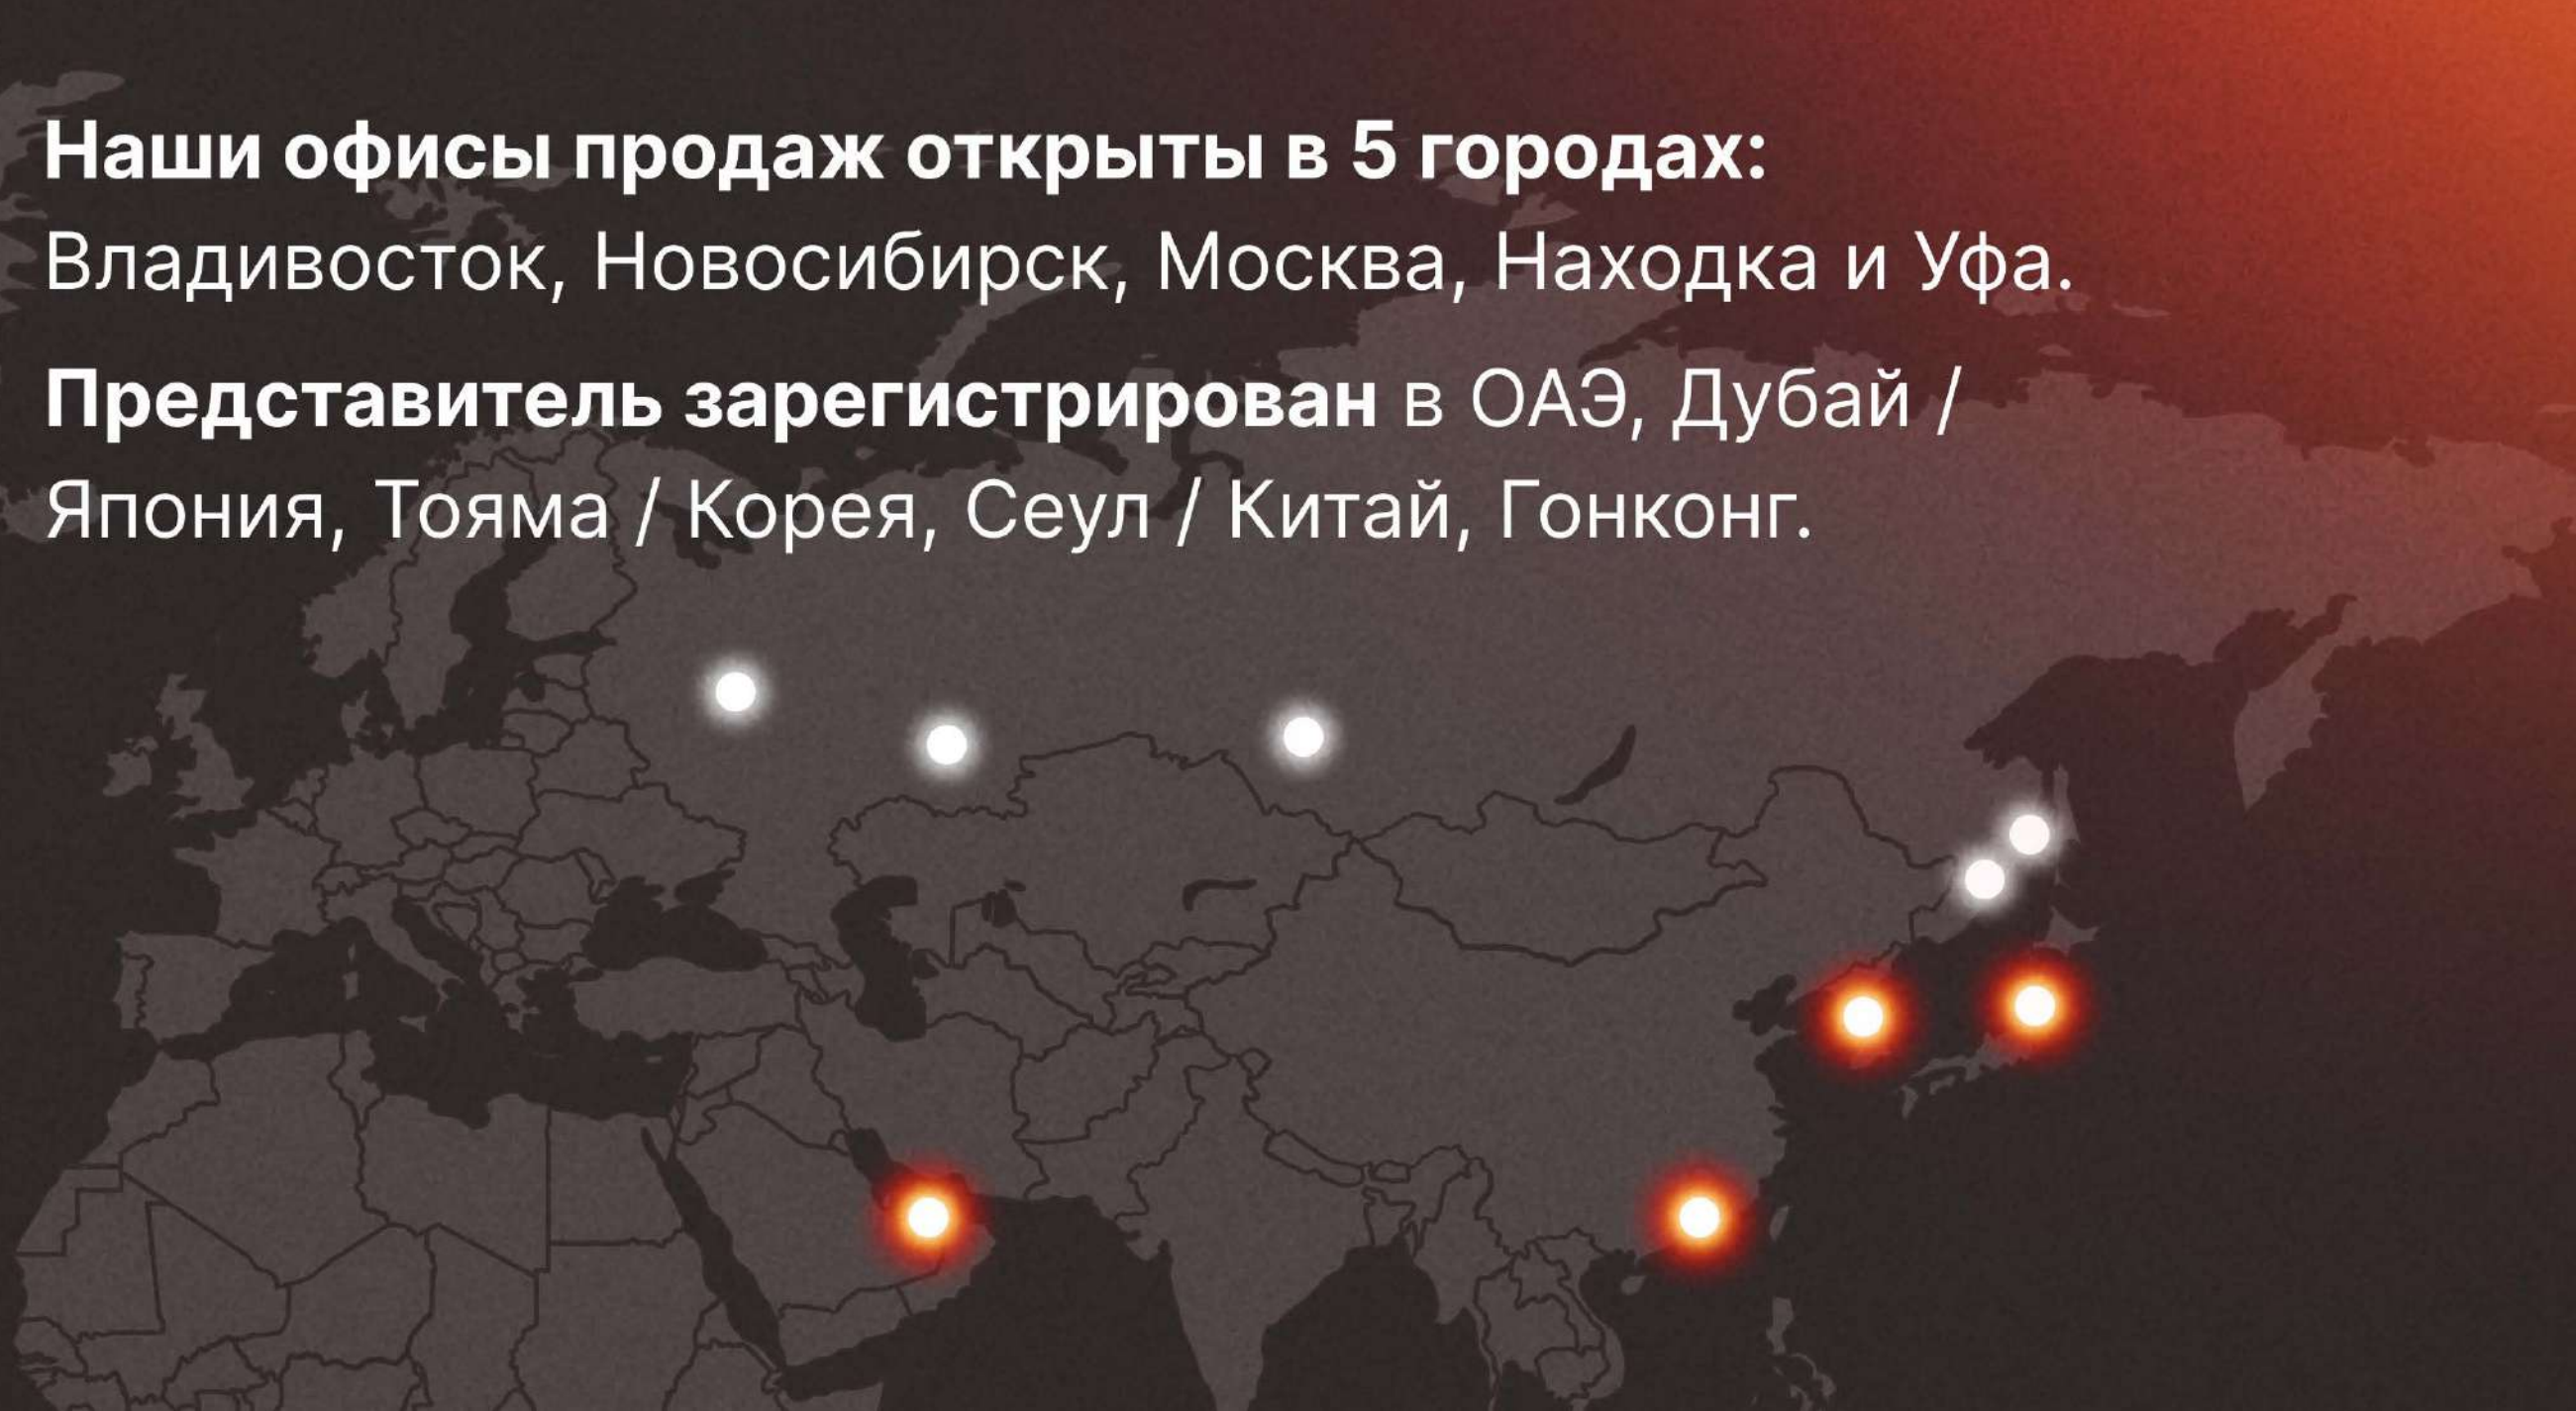 Наши офисы продаж открыты в 5 городах:
Владивосток, Новосибирск, Москва, Находка и Уфа.
Представитель зарегистрирован в ОАЭ, Дубай /
Япония, Тояма / Корея, Сеул / Китай, Гонконг.